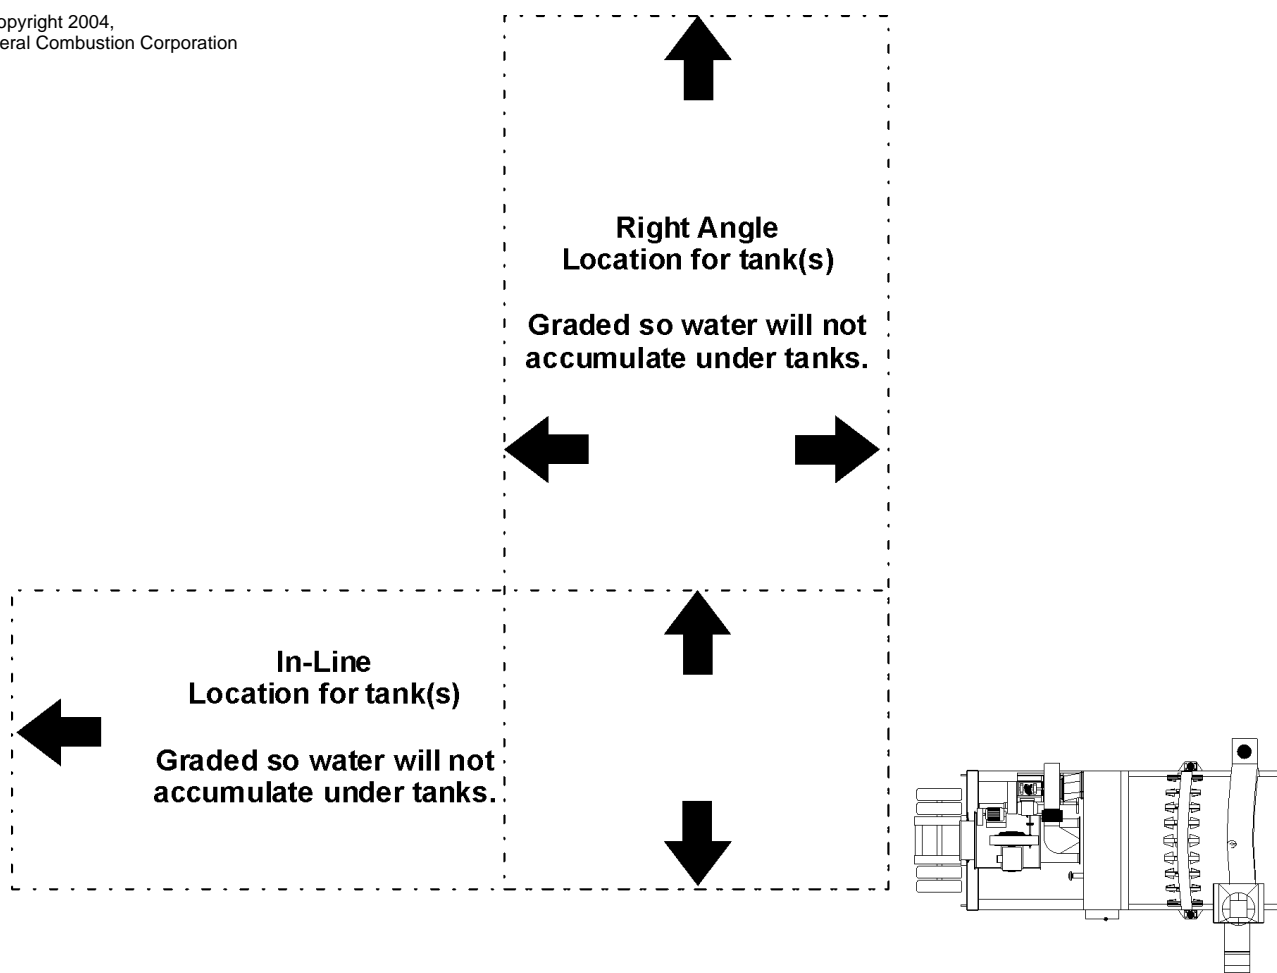 opyright 2004,
eral Combustion Corporation
Right Angle
Location for tank(s)
Graded so water will not
accumulate under tanks.
In-Line
Location for tank(s)
Graded so water will not
accumulate under tanks.